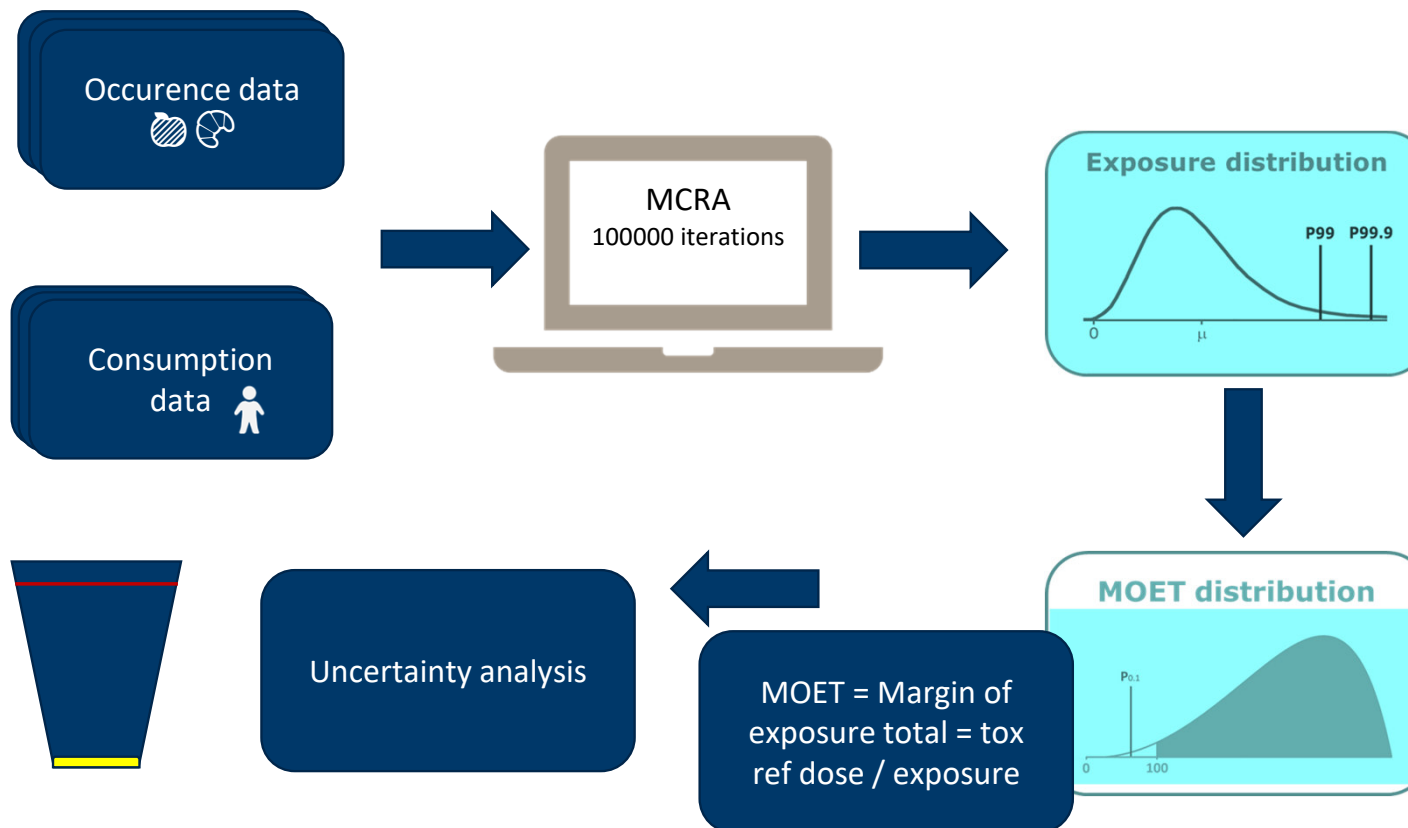 Occurence data
Consumption
data
MCRA
100000 iterations
Exposure distribution
P99 P99.9
0 μ
MOET distribution
P0.1
0 100
MOET = Margin of
exposure total = tox
ref dose / exposure
Uncertainty analysis